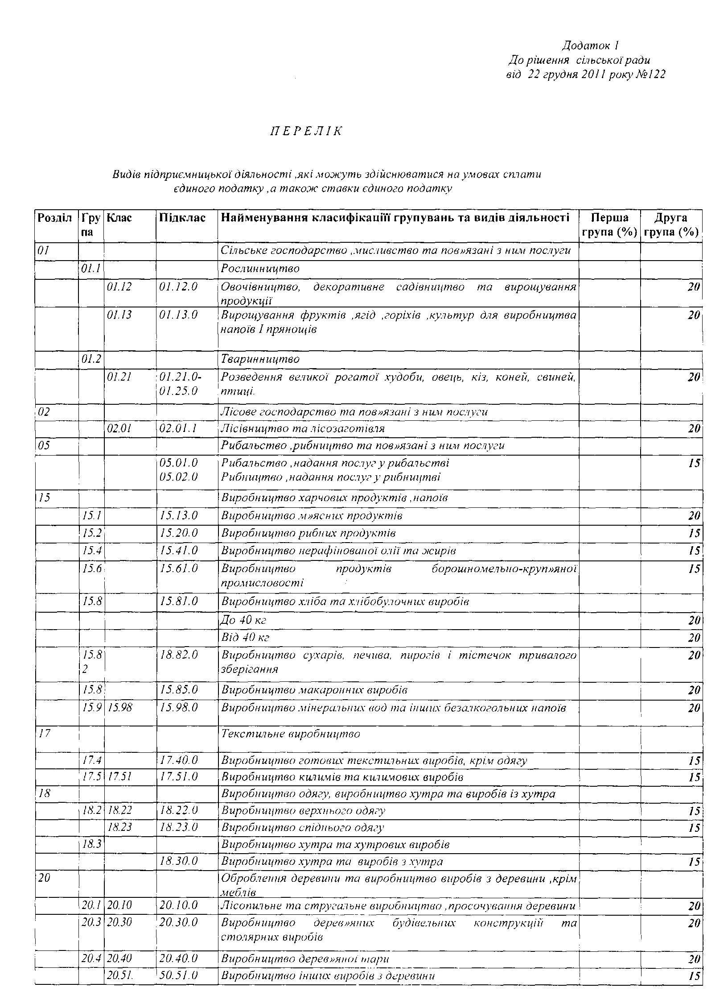 Додаток 1
До рішення сільської ради
від 22 грудня 2011 року №122
П Е Р Е Л І К
Видів підприємницької діяльності ,які можуть здійснюватися на умовах сплати
єдиного податку ,а також ставки єдиного податку
Розділ Гру Клас Підклас Найменування класифікаціїї групувань та видів діяльності Перша Друга
па група (%) група (%)
01 Сільське господарство ,мисливство та пов»язані з ним послуги
01.1 Рослинництво
01.12 01.12.0 Овочівництво, декоративне садівництво та вирощування 20
продукції
01.13 01.13.0 Вирощування фруктів ,ягід ,горіхів ,культур для виробництва 20
напоїв І прянощів
01.2 Тваринництво
01.21 01.21.0- Розведення великої рогатої худоби, овець, кіз, коней, свиней, 20
01.25.0 птиці.
02 Лісове господарство та пов»язані з ним послуги
02.01 02.01.1 Лісівництво та лісозаготівля 20
05 Рибальство ,рибництво та пов»язані з ним послуги
05.01.0 Рибальство ,надання послуг у рибальстві 15
05.02.0 Рибництво ,надання послуг у рибництві
15 Виробництво харчових продуктів ,напоїв
15.1 15.13.0 Виробництво м»ясних продуктів 20
15.2 15.20.0 Виробництво рибних продуктів 15
15.4 15.41.0 Виробництво нерафінованої олії та жирів 15
15.6 15.61.0 Виробництво продуктів борошномельно-круп»яної 15
промисловості
15.8 15.81.0 Виробництво хліба та хлібобулочних виробів
До 40 кг 20
Від 40 кг 20
15.8 18.82.0 Виробництво сухарів, печива, пирогів і тістечок тривалого 20
2 зберігання
15.8 15.85.0 Виробництво макаронних виробів 20
15.9 15.98 15.98.0 Виробництво мінеральних вод та інших безалкогольних напоїв 20
17 Текстильне виробництво
17.4 17.40.0 Виробництво готових текстильних виробів, крім одягу 15
17.5 17.51 17.51.0 Виробництво килимів та килимових виробів 15
18 Виробництво одягу, виробництво хутра та виробів із хутра
18.2 18.22 18.22.0 Виробництво верхнього одягу 15
18.23 18.23.0 Виробництво спіднього одягу 15
18.3 Виробництво хутра та хутрових виробів
18.30.0 Виробництво хутра та виробів з хутра 15
20 Оброблення деревини та виробництво виробів з деревини ,крім
меблів
20.1 20.10 20.10.0 Лісопильне та стругальне виробництво ,просочування деревини 20
20.3 20.30 20.30.0 Виробництво дерев»яних будівельних конструкцій та 20
столярних виробів
20.4 20.40 20.40.0 Виробництво дерев»яної тари 20
20.51. 50.51.0 Виробництво інших виробів з деревини 15